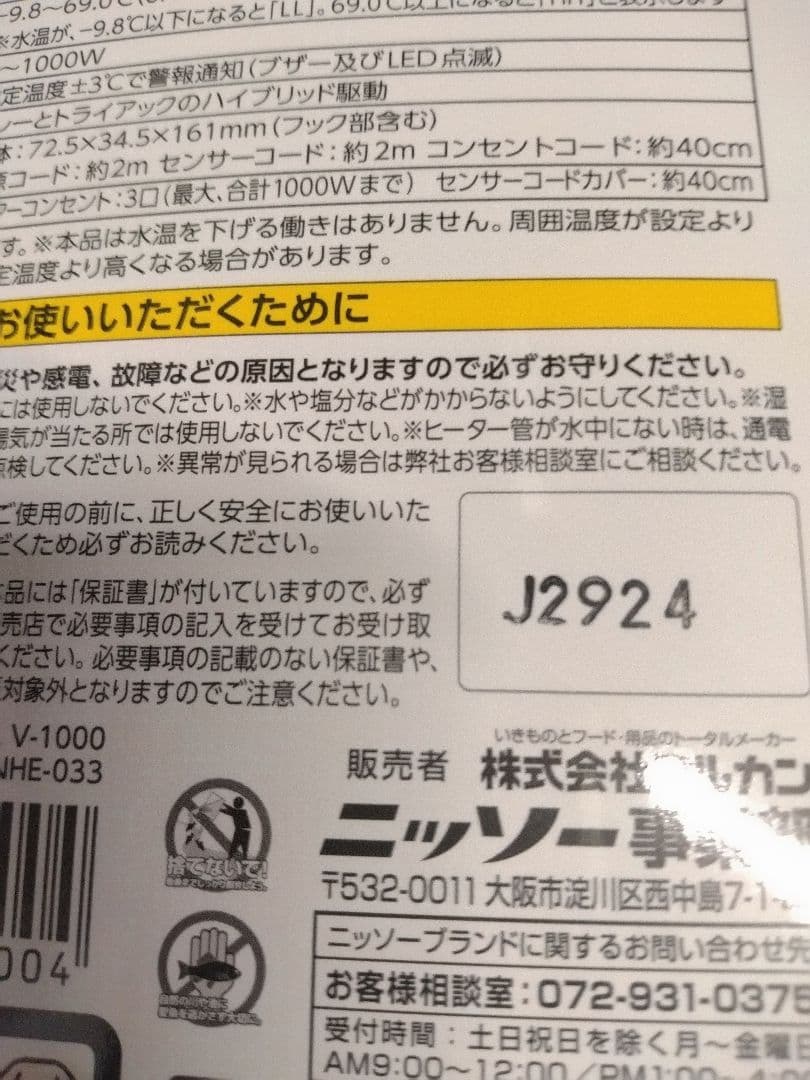 -9.8～69.0℃
※水温が、-9.8℃以下になると「LL」。69.0℃以上になると「HH」と表示します
～1000W
定温度±3℃で警報通知(ブザー及びLED点滅)
レーとトライアックのハイブリッド駆動
体：72.5×34.5×161mm(フック部含む)
源コード：約2m センサーコード：約2m コンセントコード：約40cm
ワーコンセント：3口(最大、合計1000Wまで) センサーコードカバー：約40cm
す。※本品は水温を下げる働きはありません。周囲温度が設定より
定温度より高くなる場合があります。
お使いいただくために
災や感電、故障などの原因となりますので必ずお守りください。
には使用しないでください。※水や塩分などがかからないようにしてください。※湿
陽気が当たる所では使用しないでください。※ヒーター管が水中にない時は、通電
点検してください。※異常が見られる場合は弊社お客様相談室にご相談ください。
ご使用の前に、正しく安全にお使いいた
だくため必ずお読みください。
本品には「保証書」が付いていますので、必ず
売店で必要事項の記入を受けてお受け取
ください。必要事項の記載のない保証書や、
対象外となりますのでご注意ください。
J2924
V-1000
NHE-033
004
いきものとフード・用品のトータルメーカー
販売者 株式会社マルカン
ニッソー事業
〒532-0011 大阪市淀川区西中島7-1-
ニッソーブランドに関するお問い合わせ先
お客様相談室：072-931-0375
受付時間：土日祝日を除く月～金曜日
AM9:00～12:00／PM1:00～4:00
捨てないで!